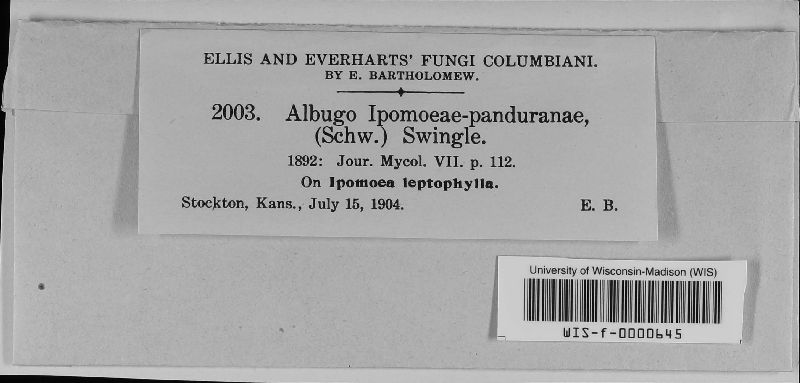 ELLIS AND EVERHARTS' FUNGI COLUMBIANI.
BY E. BARTHOLOMEW.
2003. Albugo Ipomoeae-panduranae,
(Schw.) Swingle.
1892: Jour. Mycol. VII. p. 112.
On Ipomoea leptophylla.
Stockton, Kans., July 15, 1904. E. B.
University of Wisconsin-Madison (WIS)
WIS-f-0000645